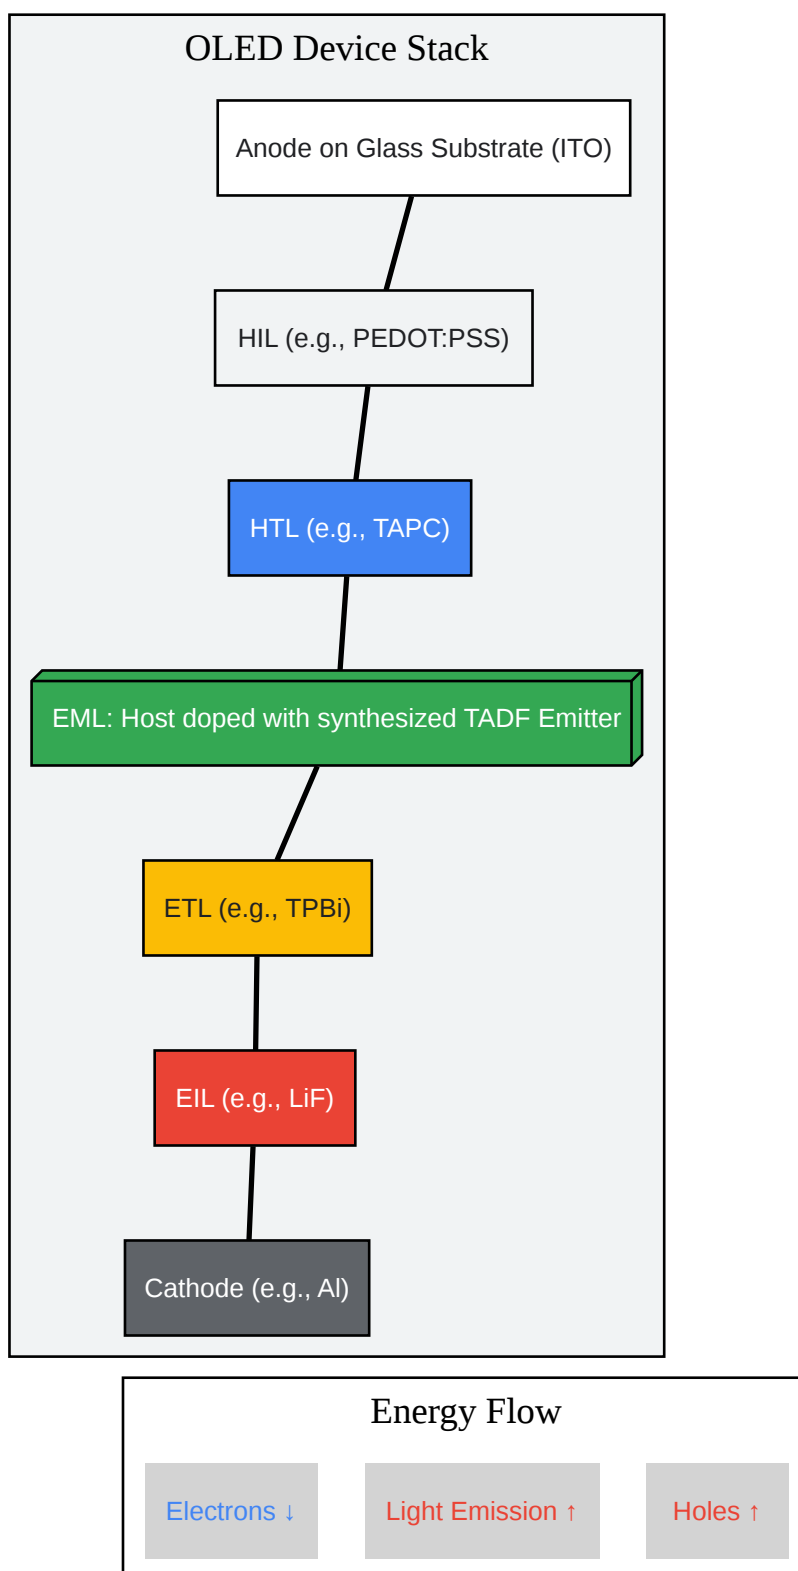 OLED Device Stack
Anode on Glass Substrate (ITO)
HIL (e.g., PEDOT:PSS)
HTL (e.g., TAPC)
EML: Host doped with synthesized TADF Emitter
ETL (e.g., TPBi)
EIL (e.g., LiF)
Cathode (e.g., Al)
Energy Flow
Electrons ↓
Light Emission ↑
Holes ↑